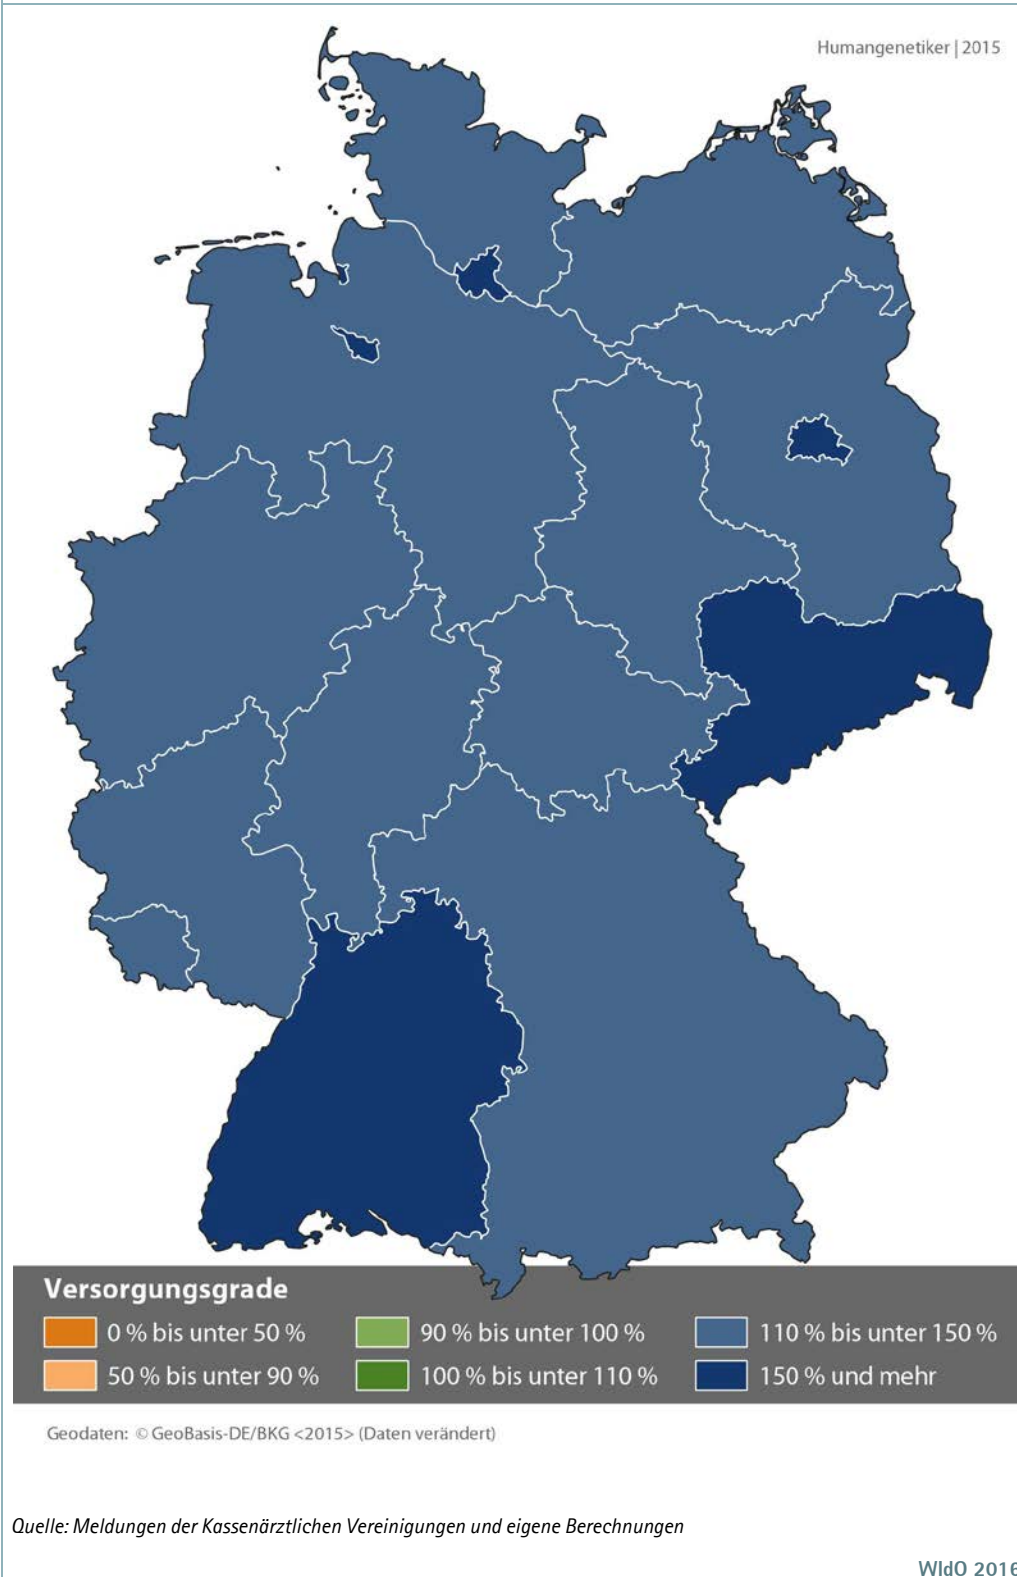 Humangenetiker | 2015
Versorgungsgrade
0 % bis unter 50 %
90 % bis unter 100 %
110 % bis unter 150 %
50 % bis unter 90 %
100 % bis unter 110 %
150 % und mehr
Geodaten: © GeoBasis-DE/BKG <2015> (Daten verändert)
Quelle: Meldungen der Kassenärztlichen Vereinigungen und eigene Berechnungen
WIdO 2016